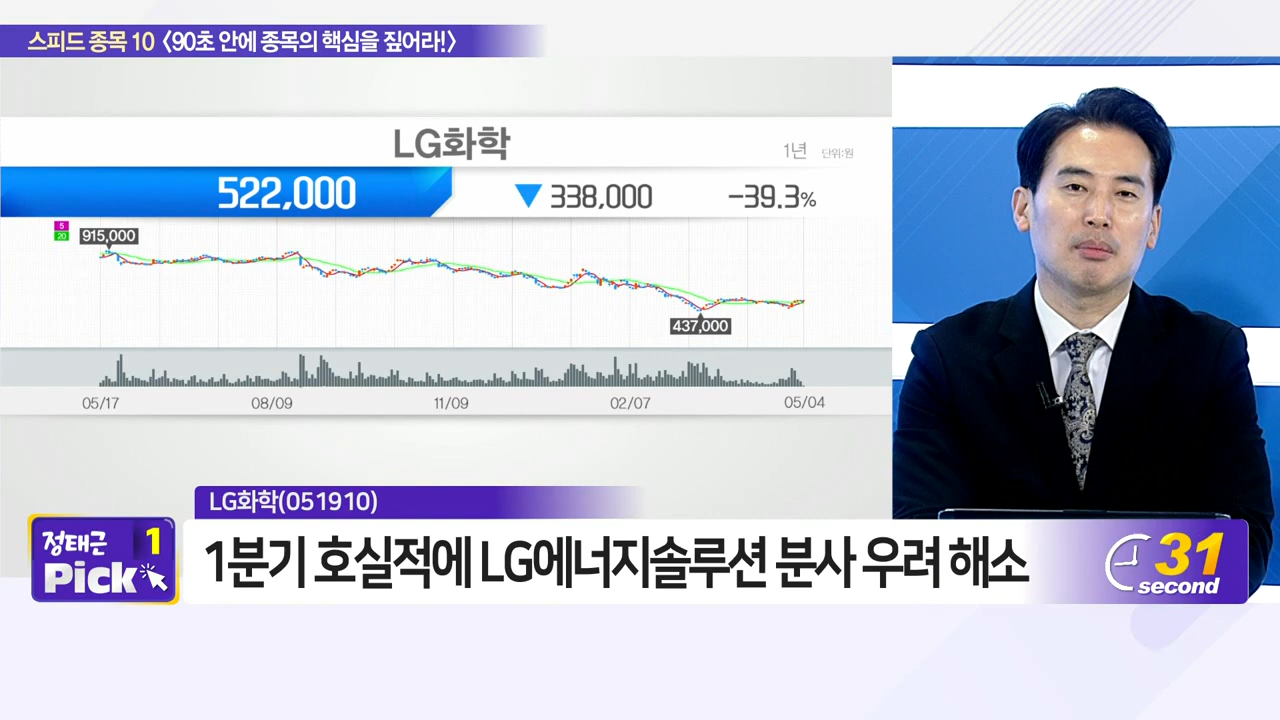 스피드 종목 10 〈90초 안에 종목의 핵심을 짚어라!〉
LG화학
1년 단위:원
522,000 ▼ 338,000 -39.3%
5
20
915,000
437,000
05/17 08/09 11/09 02/07 05/04
LG화학(051910)
정태근 1
Pick
1분기 호실적에 LG에너지솔루션 분사 우려 해소
31
second